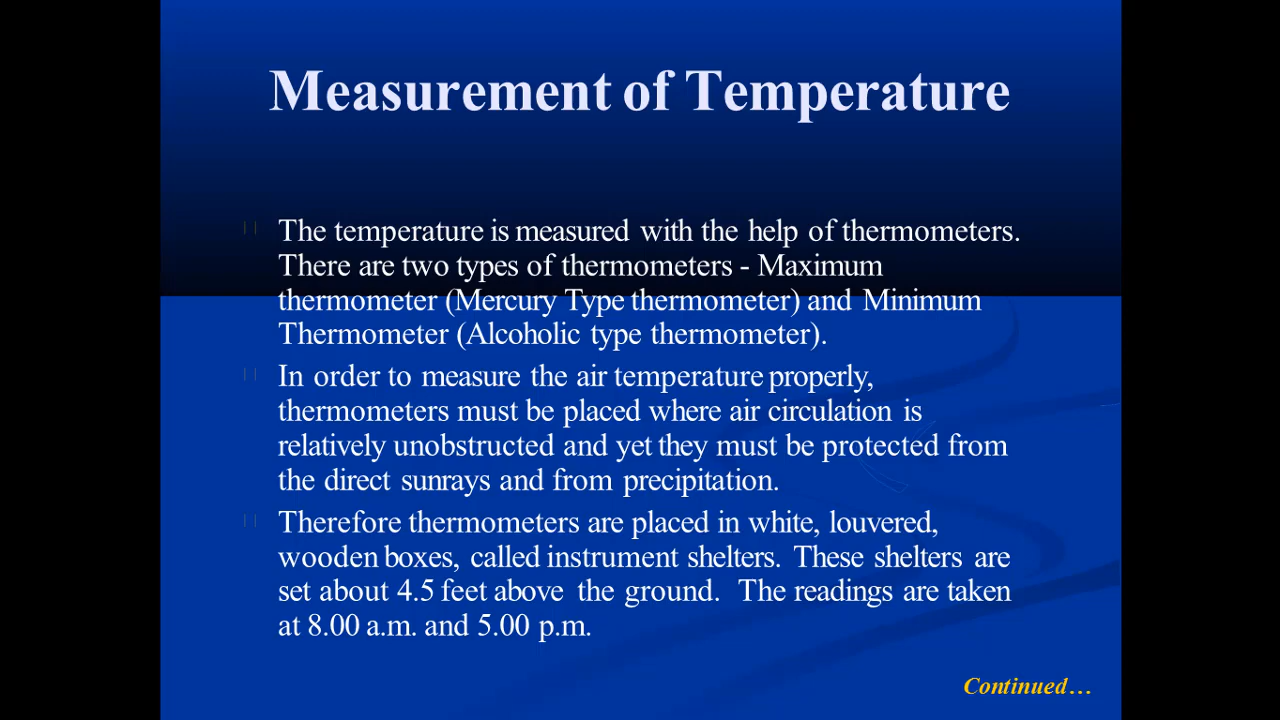 Measurement of Temperature
The temperature is measured with the help of thermometers.
There are two types of thermometers - Maximum
thermometer (Mercury Type thermometer) and Minimum
Thermometer (Alcoholic type thermometer).
In order to measure the air temperature properly,
thermometers must be placed where air circulation is
relatively unobstructed and yet they must be protected from
the direct sunrays and from precipitation.
Therefore thermometers are placed in white, louvered,
wooden boxes, called instrument shelters. These shelters are
set about 4.5 feet above the ground. The readings are taken
at 8.00 a.m. and 5.00 p.m.
Continued…